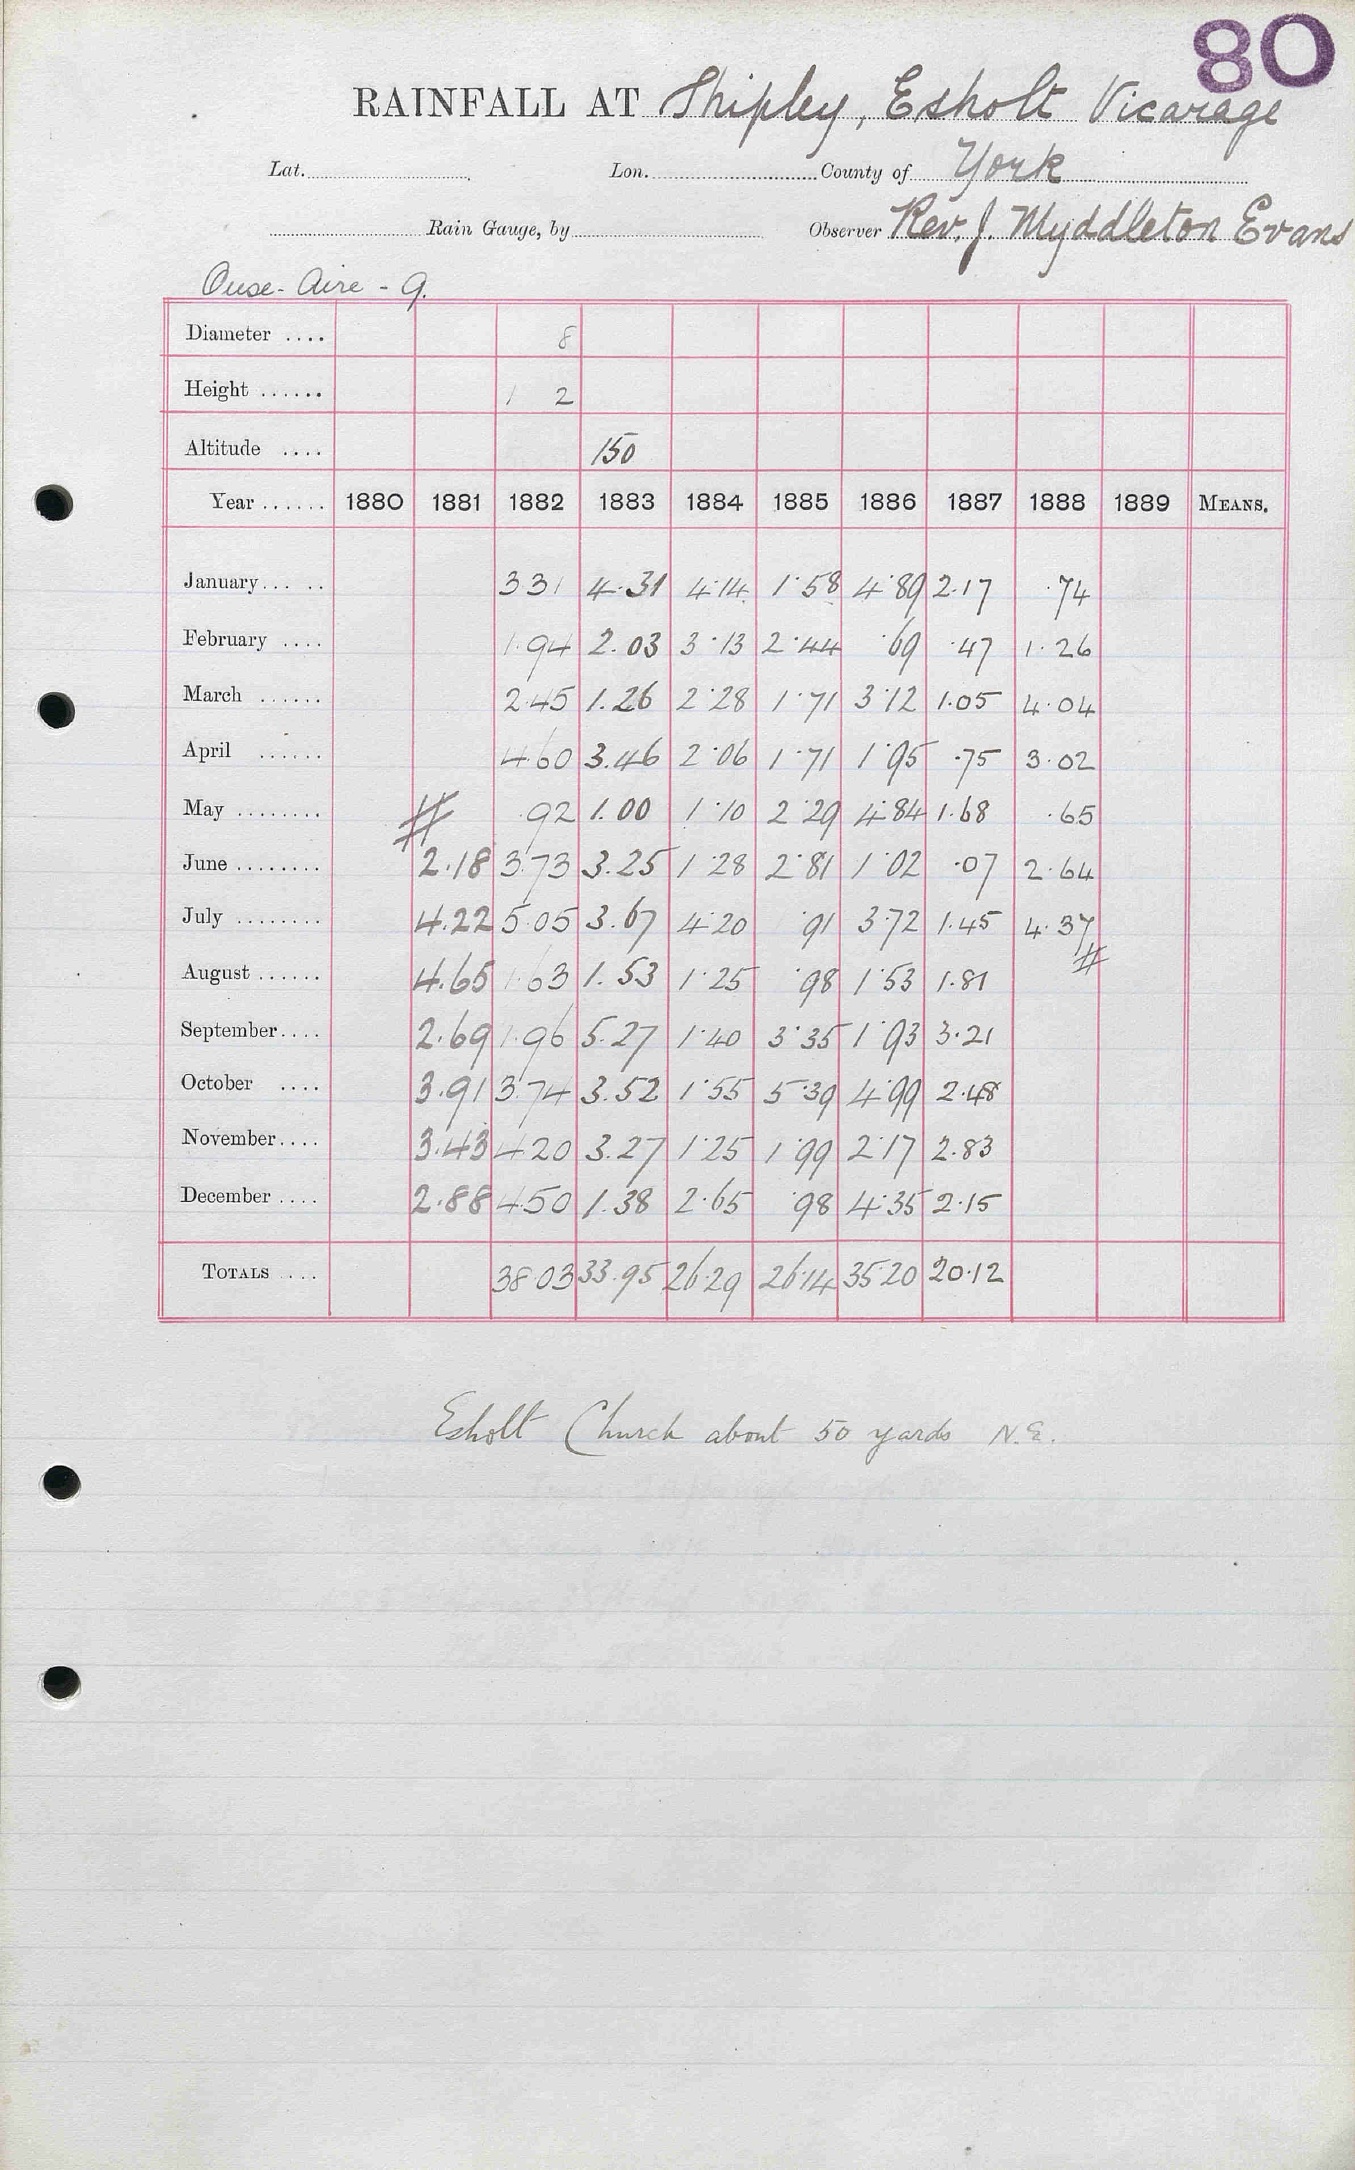 80
RAINFALL AT Shipley, Esholt Vicarage
Lat. Lon. County of York
Rain Gauge, by Observer Rev. J. Myddleton Evans
Ouse - Aire - 9.
Diameter .... 8
Height ...... 1 2
Altitude .... 150
Year ...... 1880 1881 1882 1883 1884 1885 1886 1887 1888 1889 MEANS.
January... .. 3.31 4.31 4.14 1.58 4.89 2.17 .74
February .... 1.94 2.03 3.13 2.44 .69 .47 1.26
March ...... 2.45 1.26 2.28 1.71 3.12 1.05 4.04
April ...... 4.60 3.46 2.06 1.71 1.95 .75 3.02
May ........ # .92 1.00 1.10 2.29 4.84 1.68 .65
June ........ 2.18 3.73 3.25 1.28 2.81 1.02 .07 2.64
July ........ 4.22 5.05 3.67 4.20 .91 3.72 1.45 4.37 #
August ...... 4.65 1.63 1.53 1.25 .98 1.53 1.81
September.... 2.69 1.96 5.27 1.40 3.35 1.93 3.21
October .... 3.91 3.74 3.52 1.55 5.39 4.99 2.48
November.... 3.43 4.20 3.27 1.25 1.99 2.17 2.83
December .... 2.88 4.50 1.38 2.65 .98 4.35 2.15
TOTALS .... 38.03 33.95 26.29 26.14 35.20 20.12
Esholt Church about 50 yards N.E.